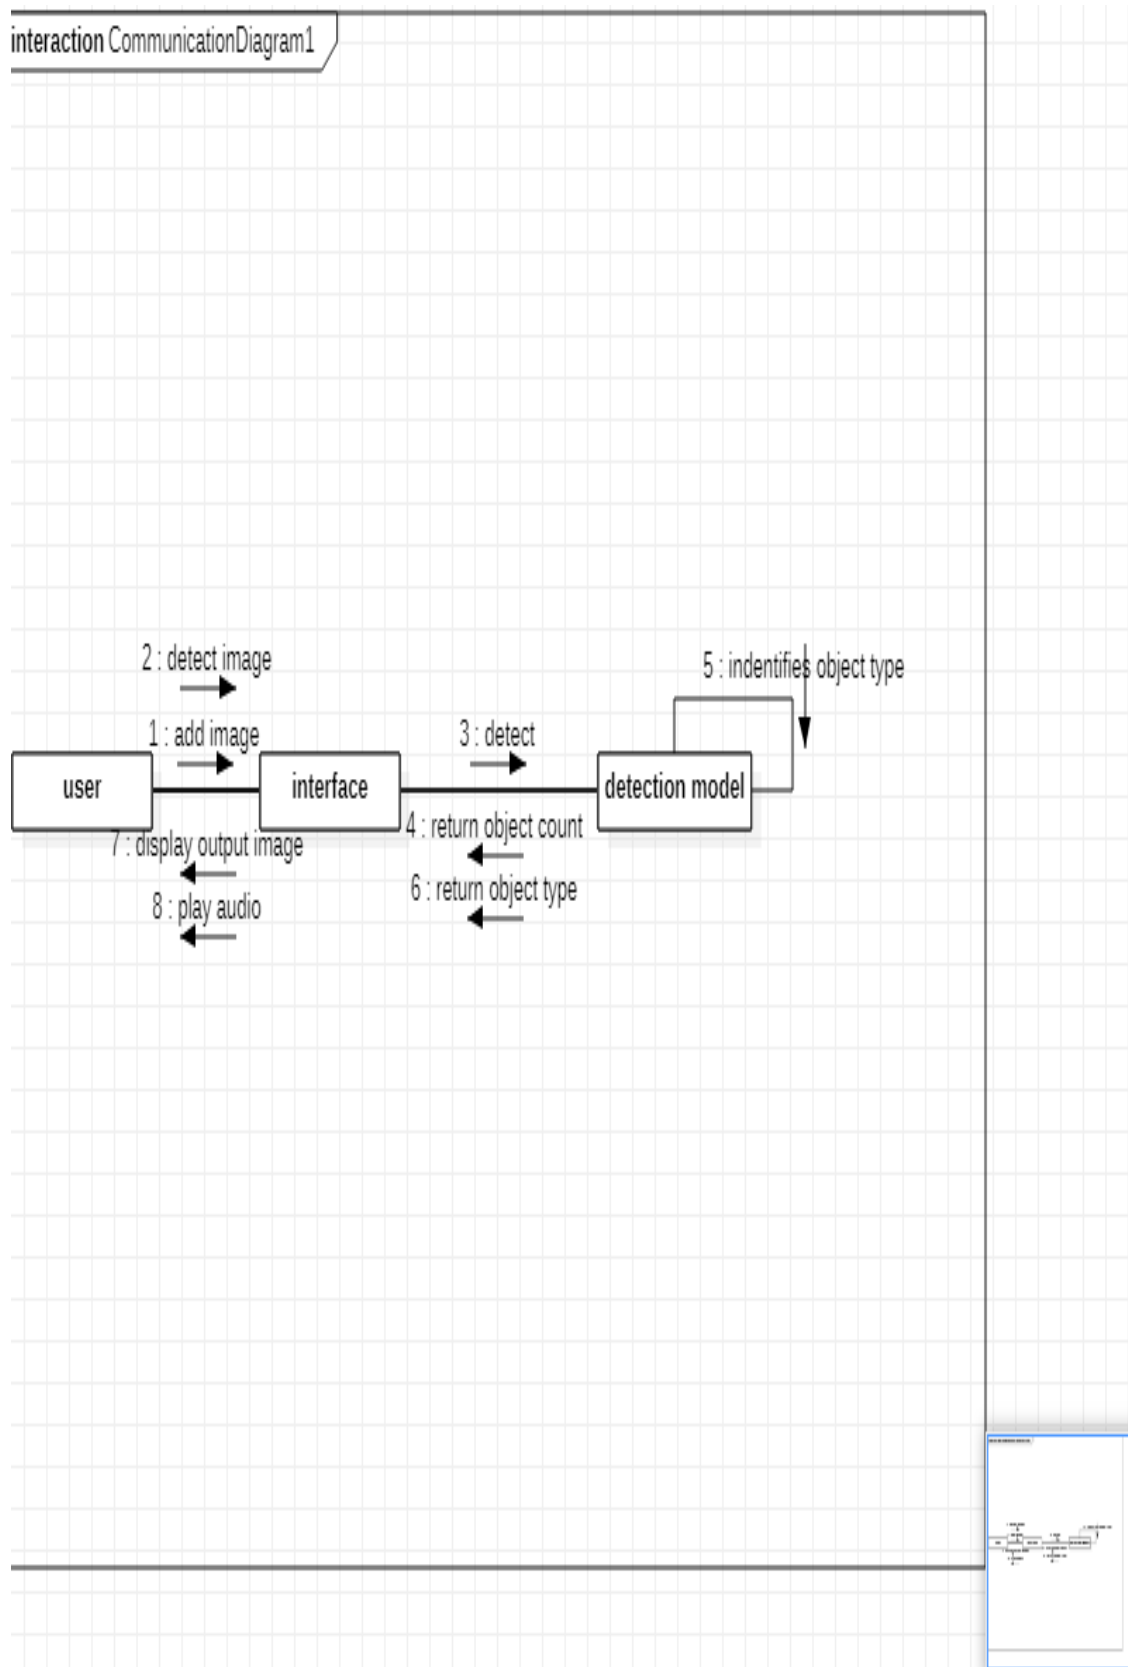 interaction CommunicationDiagram1
2 : detect image
5 : indentifies object type
1 : add image
3 : detect
user
interface
detection model
7 : display output image
4 : return object count
8 : play audio
6 : return object type